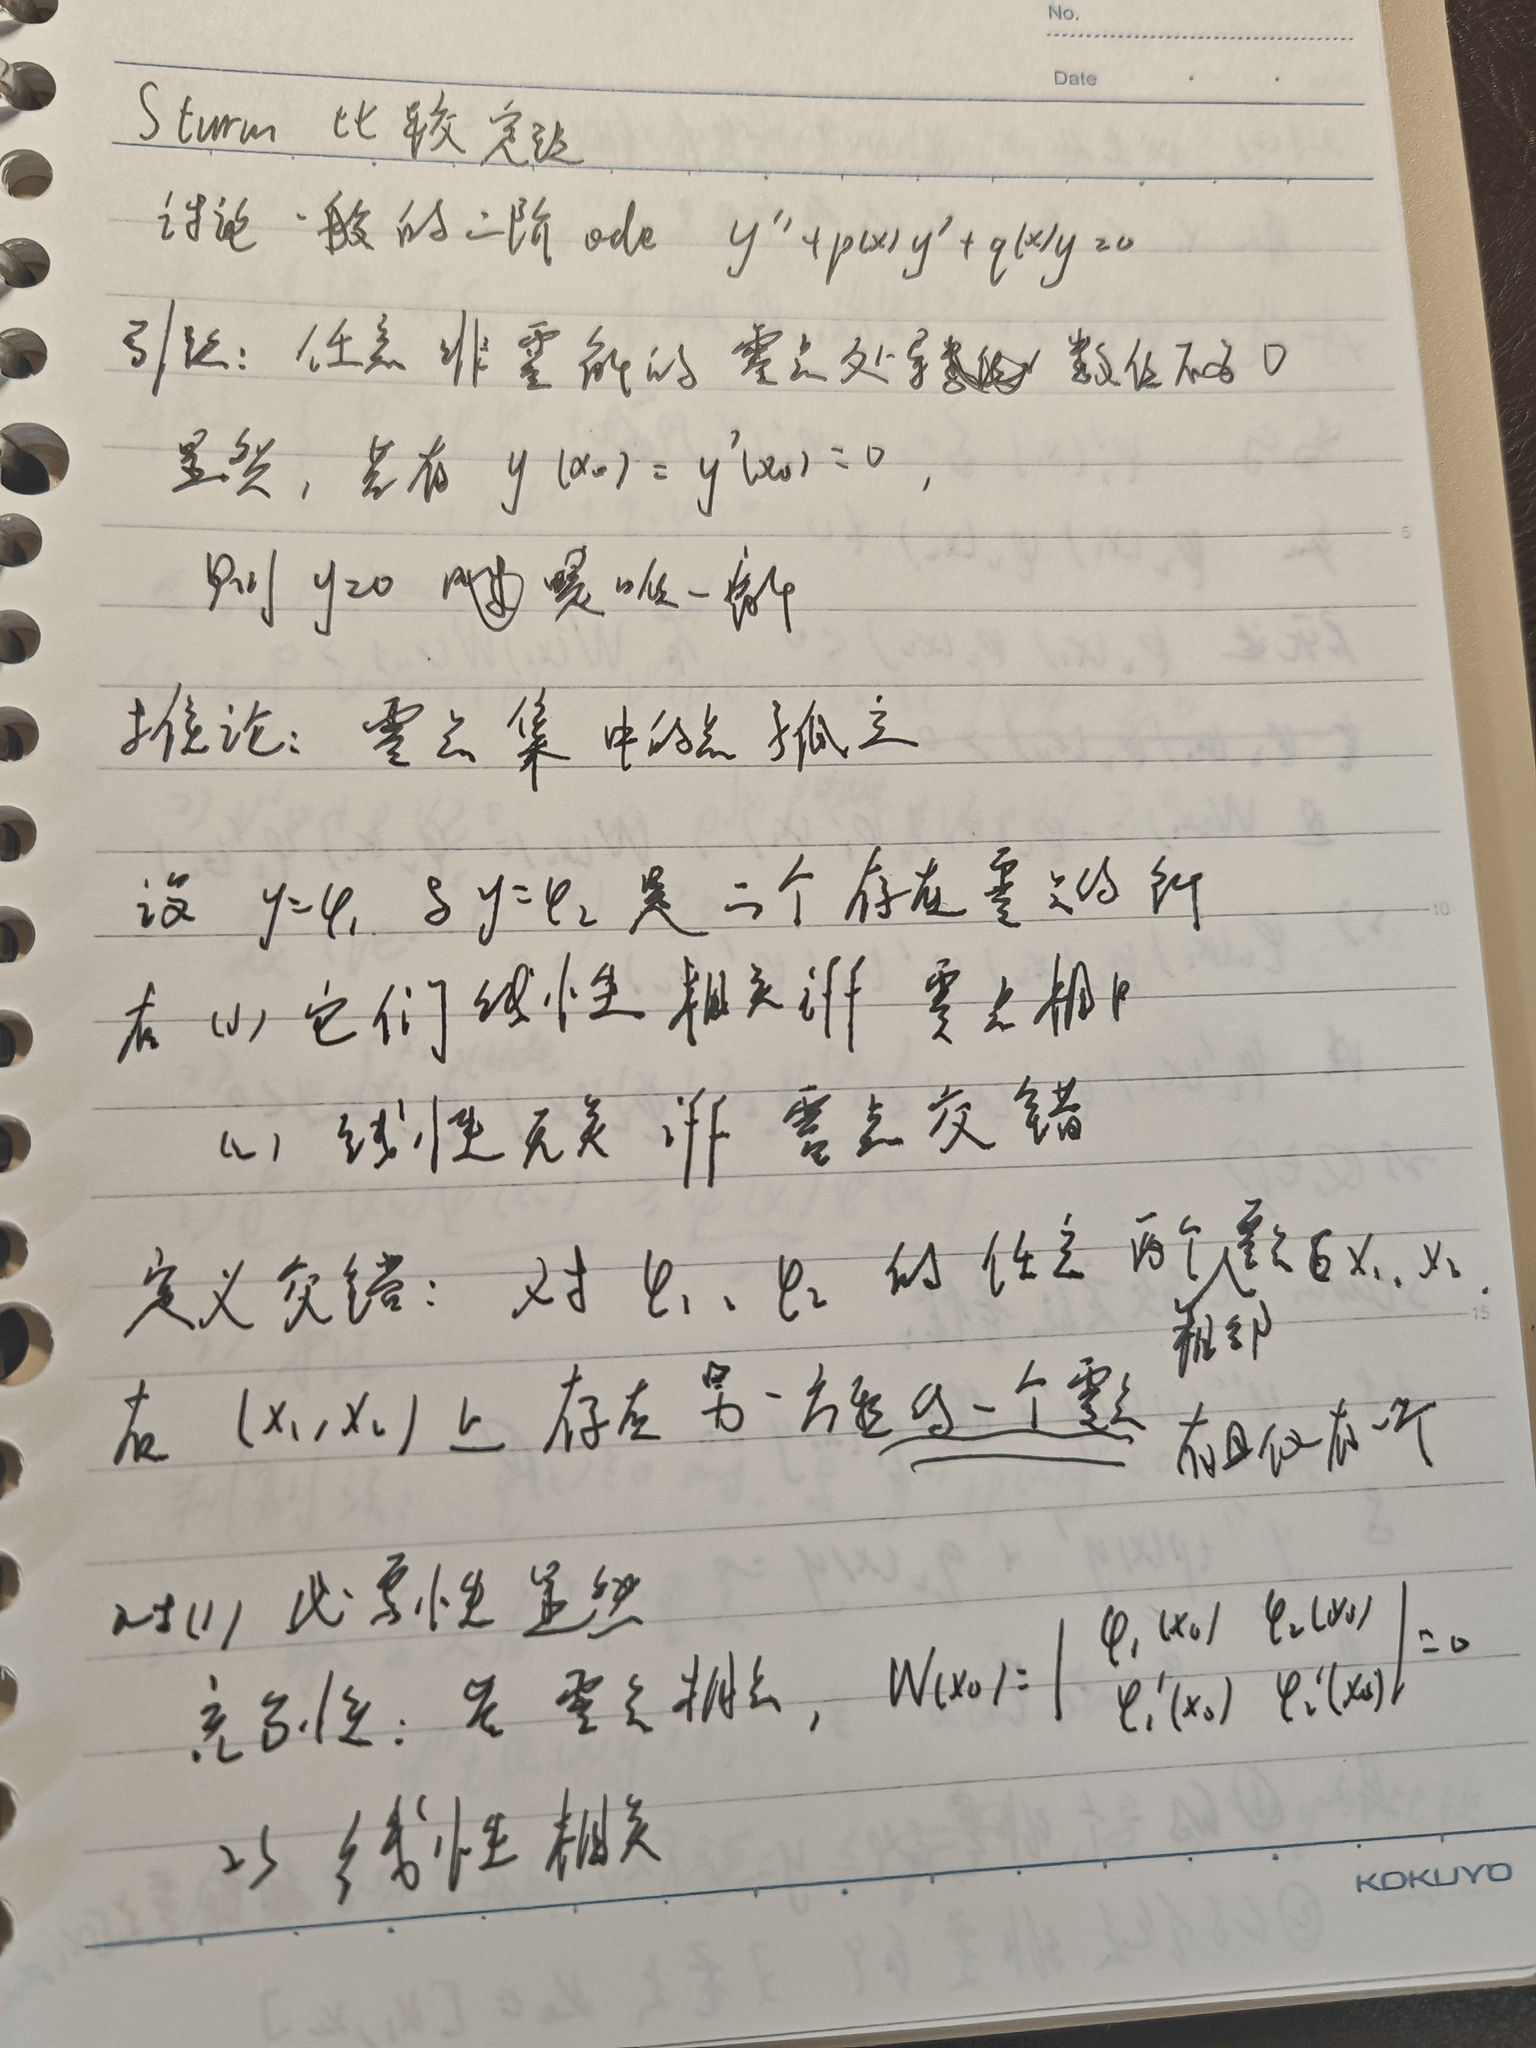 No.
Date
Sturm 比较定理
讨论一般的二阶 ode y''+p(x)y'+q(x)y=0
引理: 任意非零解的零点处导数值不为0
显然, 若有 y(x₀)=y'(x₀)=0,
则 y=0 是唯一解
推论: 零点集中的点孤立
设 y=φ₁ 与 y=φ₂ 是二个存在零点的解
有 (1) 它们线性相关 iff 零点相同
(2) 线性无关 iff 零点交错
定义交错: 对 φ₁、φ₂ 的任意两个零点 x₁、x₂.
相邻
在 (x₁,x₂) 上存在另一方程的一个零点 有且仅有一个
对(1) 必要性显然
充分性: 若零点相同, W(x₀)=| φ₁(x₀) φ₂(x₀)
φ₁'(x₀) φ₂'(x₀) |=0
线性相关
KOKUYO
5
10
15